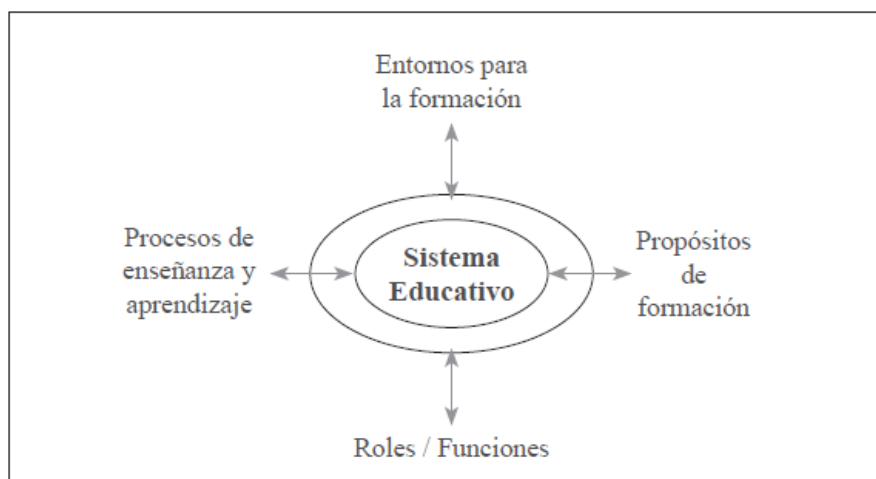 Entornos para
la formación
Procesos de
enseñanza y
aprendizaje
Sistema
Educativo
Propósitos
de
formación
Roles / Funciones